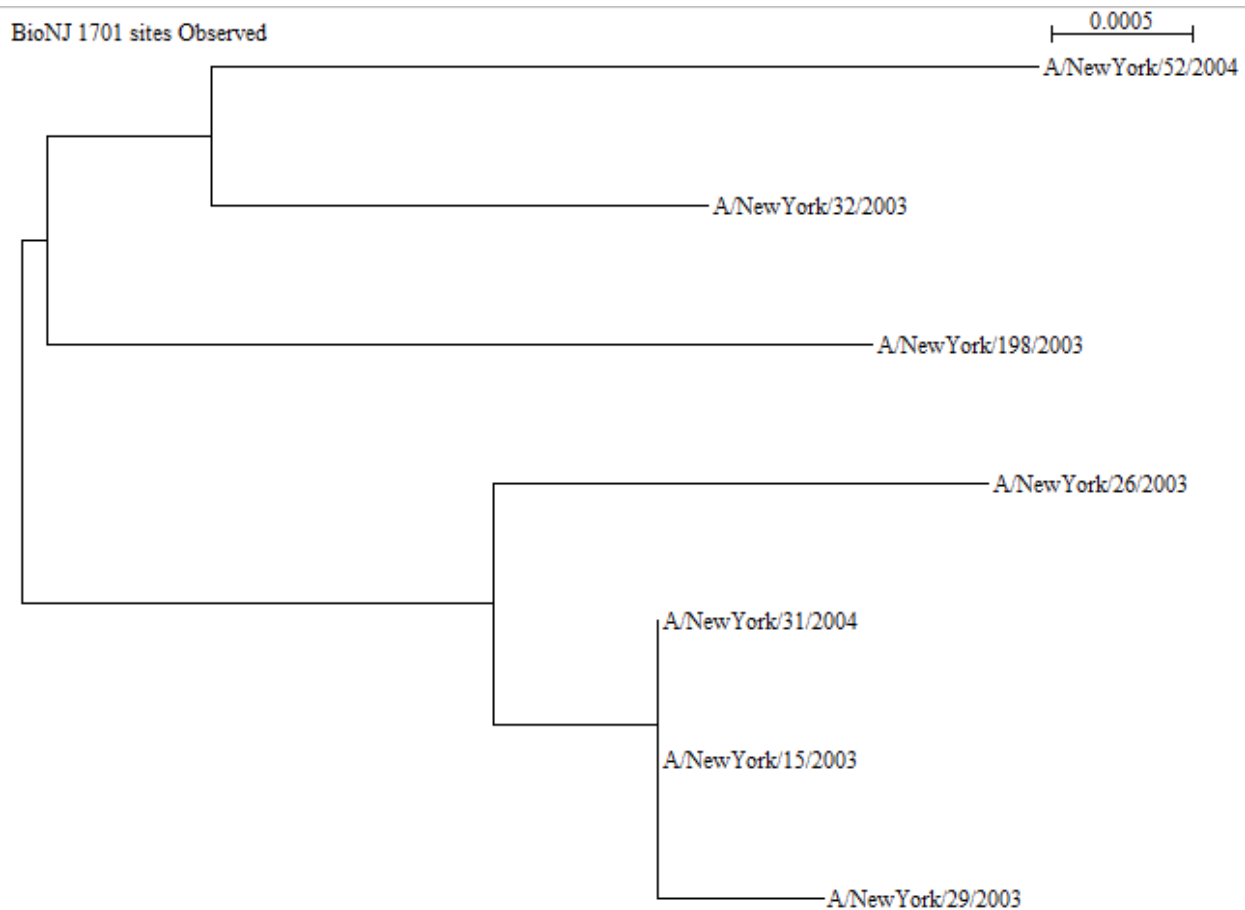 BioNJ 1701 sites Observed
0.0005
A/NewYork/52/2004
A/NewYork/32/2003
A/NewYork/198/2003
A/NewYork/26/2003
A/NewYork/31/2004
A/NewYork/15/2003
A/NewYork/29/2003